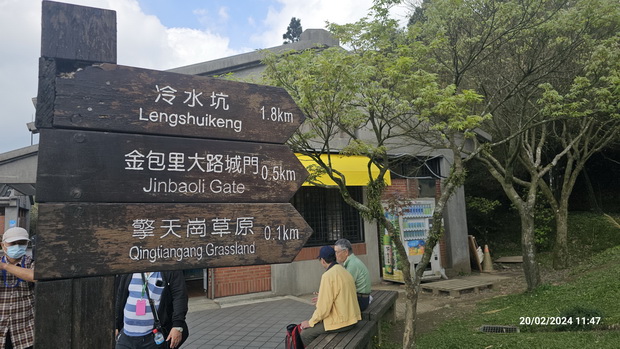 冷水坑
Lengshuikeng
1.8km
金包里大路城門
Jinbaoli Gate
0.5km
擎天崗草原
Qingtiangang Grassland
0.1km
20/02/2024 11:47